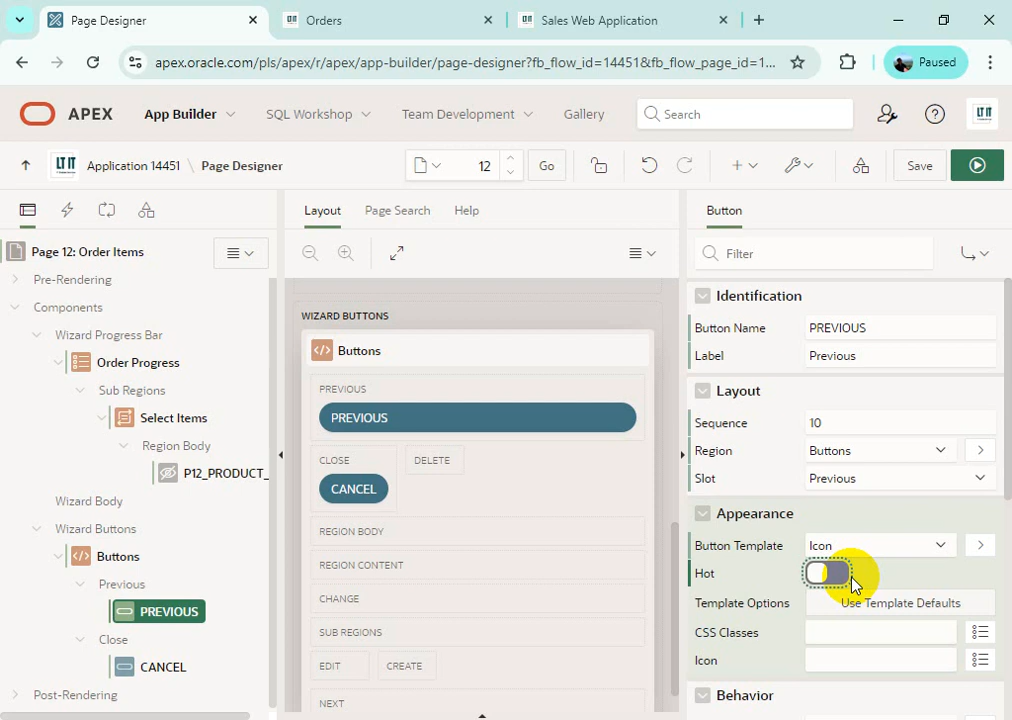 Page Designer
Orders
Sales Web Application
apex.oracle.com/pls/apex/r/apex/app-builder/page-designer?fb_flow_id=14451&fb_flow_page_id=1...
Paused
APEX
App Builder
SQL Workshop
Team Development
Gallery
Search
LT IT
LT IT
Application 14451
\
Page Designer
12
Go
Save
Layout
Page Search
Help
Button
Page 12: Order Items
Pre-Rendering
Components
Wizard Progress Bar
Order Progress
Sub Regions
Select Items
Region Body
P12_PRODUCT_
Wizard Body
Wizard Buttons
Buttons
Previous
PREVIOUS
Close
CANCEL
Post-Rendering
WIZARD BUTTONS
Buttons
PREVIOUS
PREVIOUS
CLOSE
DELETE
CANCEL
REGION BODY
REGION CONTENT
CHANGE
SUB REGIONS
EDIT
CREATE
NEXT
Filter
Identification
Button Name
PREVIOUS
Label
Previous
Layout
Sequence
10
Region
Buttons
Slot
Previous
Appearance
Button Template
Icon
Hot
Template Options
Use Template Defaults
CSS Classes
Icon
Behavior